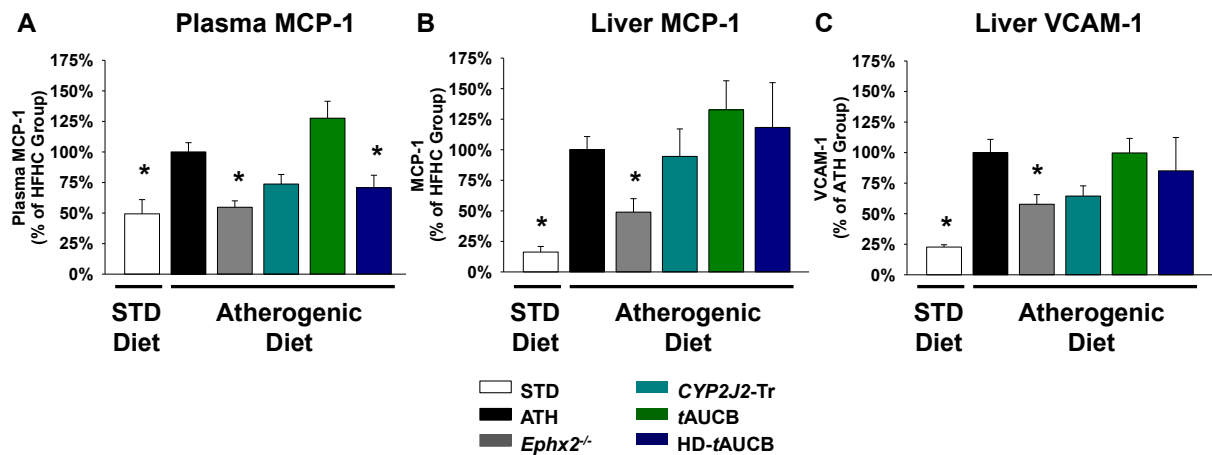 A Plasma MCP-1
Plasma MCP-1
(% of HFHC Group)
175%
150%
125%
100%
75%
50%
25%
0%
*
*
*
STD
Diet
Atherogenic
Diet
B Liver MCP-1
MCP-1
(% of HFHC Group)
175%
150%
125%
100%
75%
50%
25%
0%
*
*
STD
Diet
Atherogenic
Diet
C Liver VCAM-1
VCAM-1
(% of ATH Group)
175%
150%
125%
100%
75%
50%
25%
0%
*
*
STD
Diet
Atherogenic
Diet
STD
ATH
Ephx2-/-
CYP2J2-Tr
tAUCB
HD-tAUCB